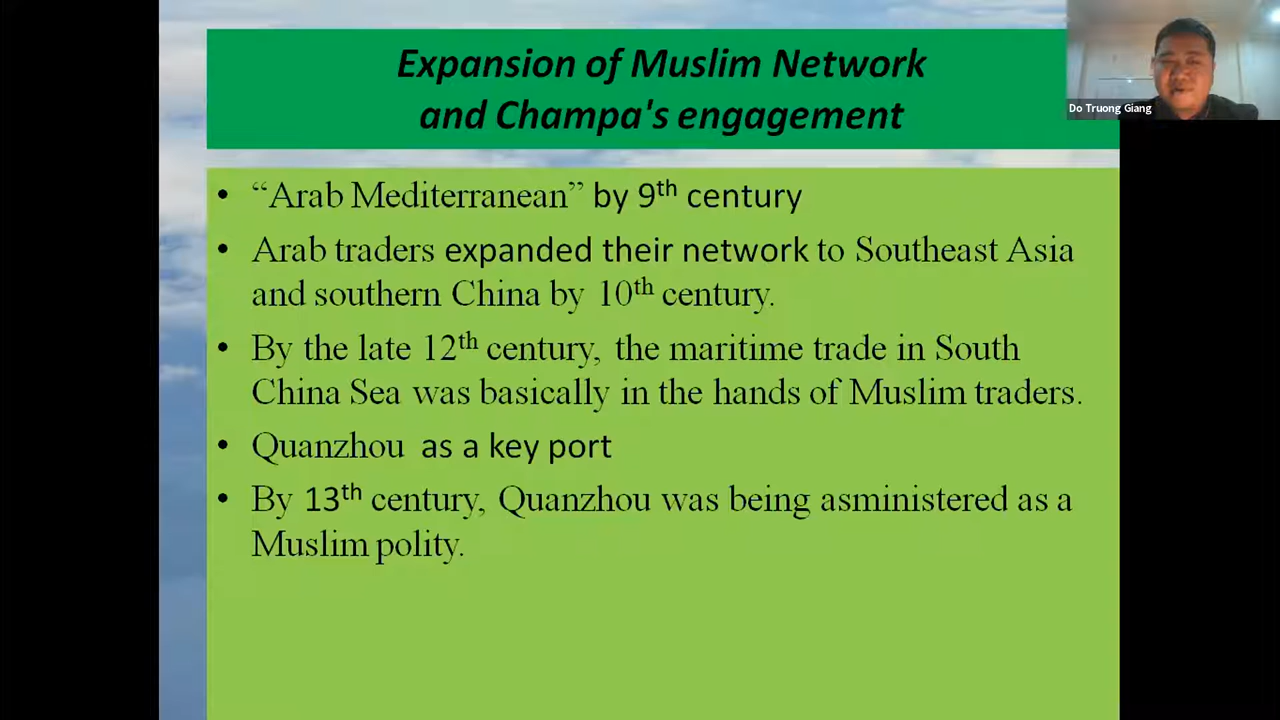 Expansion of Muslim Network
and Champa's engagement
Do Truong Giang
• “Arab Mediterranean” by 9th century
• Arab traders expanded their network to Southeast Asia
and southern China by 10th century.
• By the late 12th century, the maritime trade in South
China Sea was basically in the hands of Muslim traders.
• Quanzhou as a key port
• By 13th century, Quanzhou was being asministered as a
Muslim polity.